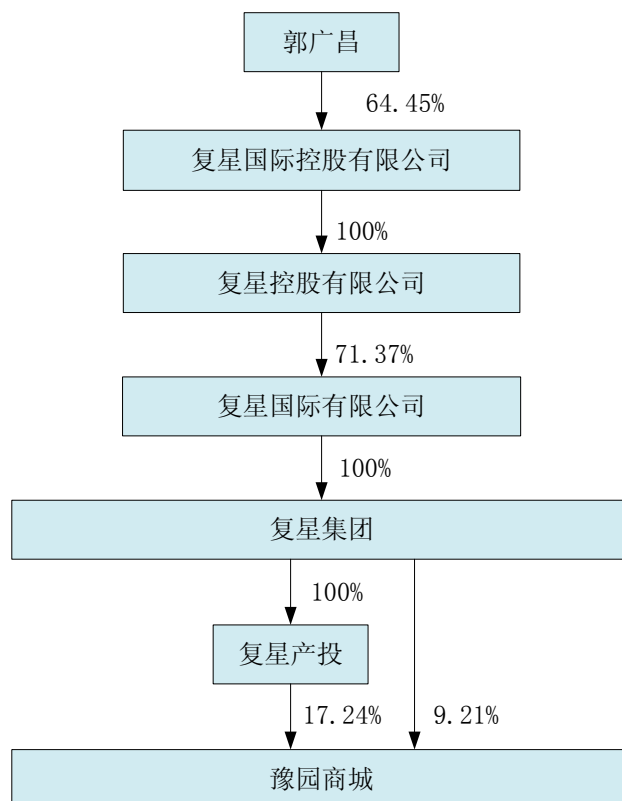 郭广昌
64.45%
复星国际控股有限公司
100%
复星控股有限公司
71.37%
复星国际有限公司
100%
复星集团
100%
复星产投
17.24%
9.21%
豫园商城